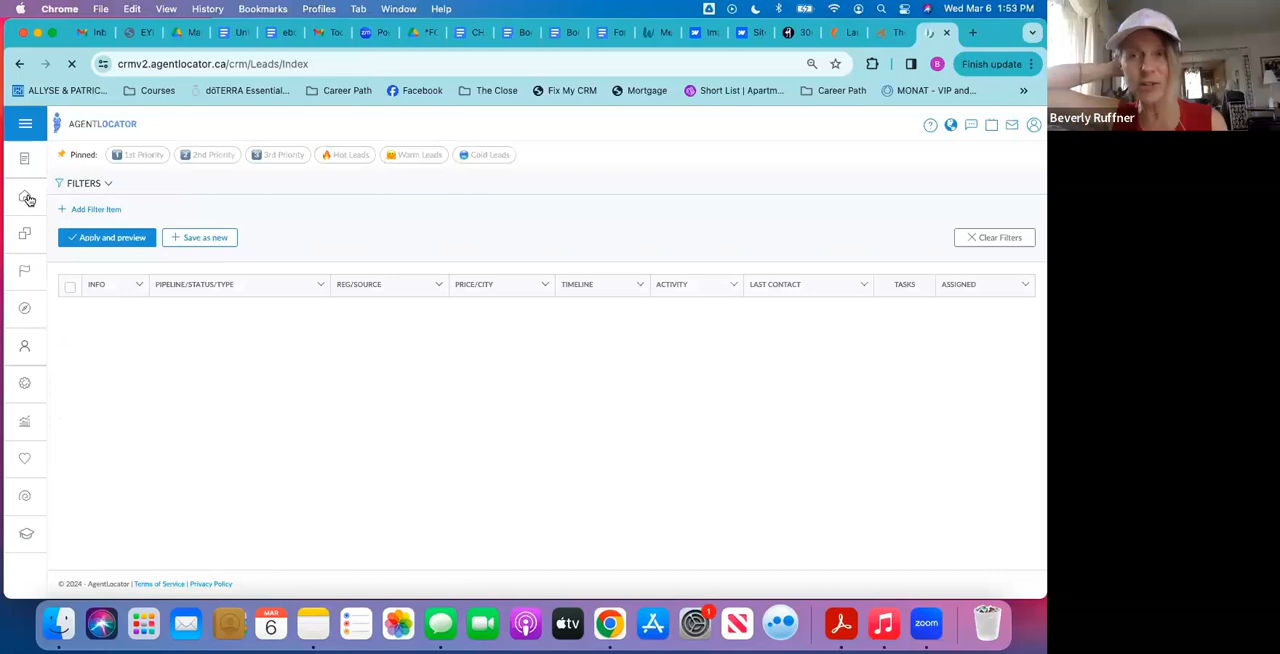 Chrome File Edit View History Bookmarks Profiles Tab Window Help Wed Mar 6 1:53 PM
crmv2.agentlocator.ca/crm/Leads/Index
B
Finish update
ALLYSE & PATRIC...
Courses
dōTERRA Essential...
Career Path
Facebook
The Close
Fix My CRM
Mortgage
Short List | Apartm...
Career Path
MONAT - VIP and...
Beverly Ruffner
AGENTLOCATOR
Pinned: 1st Priority 2nd Priority 3rd Priority Hot Leads Warm Leads Cold Leads
FILTERS
+ Add Filter Item
Apply and preview
+ Save as new
Clear Filters
INFO PIPELINE/STATUS/TYPE REG/SOURCE PRICE/CITY TIMELINE ACTIVITY LAST CONTACT TASKS ASSIGNED
© 2024 - AgentLocator | Terms of Service | Privacy Policy
MAR
6
tv
1
zoom